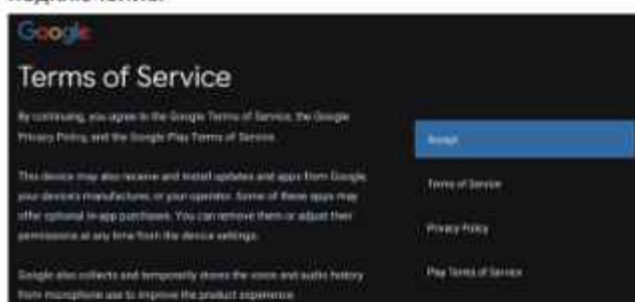 Google
Terms of Service
By continuing, you agree to the Google Terms of Service, the Google
Privacy Policy, and the Google Play Terms of Service.
This device may also receive and install updates and apps from Google,
your device's manufacturer, or your operator. Some of these apps may
offer optional in-app purchases. You can remove them or adjust their
permissions at any time from the device settings.
Google also collects and temporarily stores the voice and audio history
from microphone use to improve the product experience.
Accept
Terms of Service
Privacy Policy
Play Terms of Service